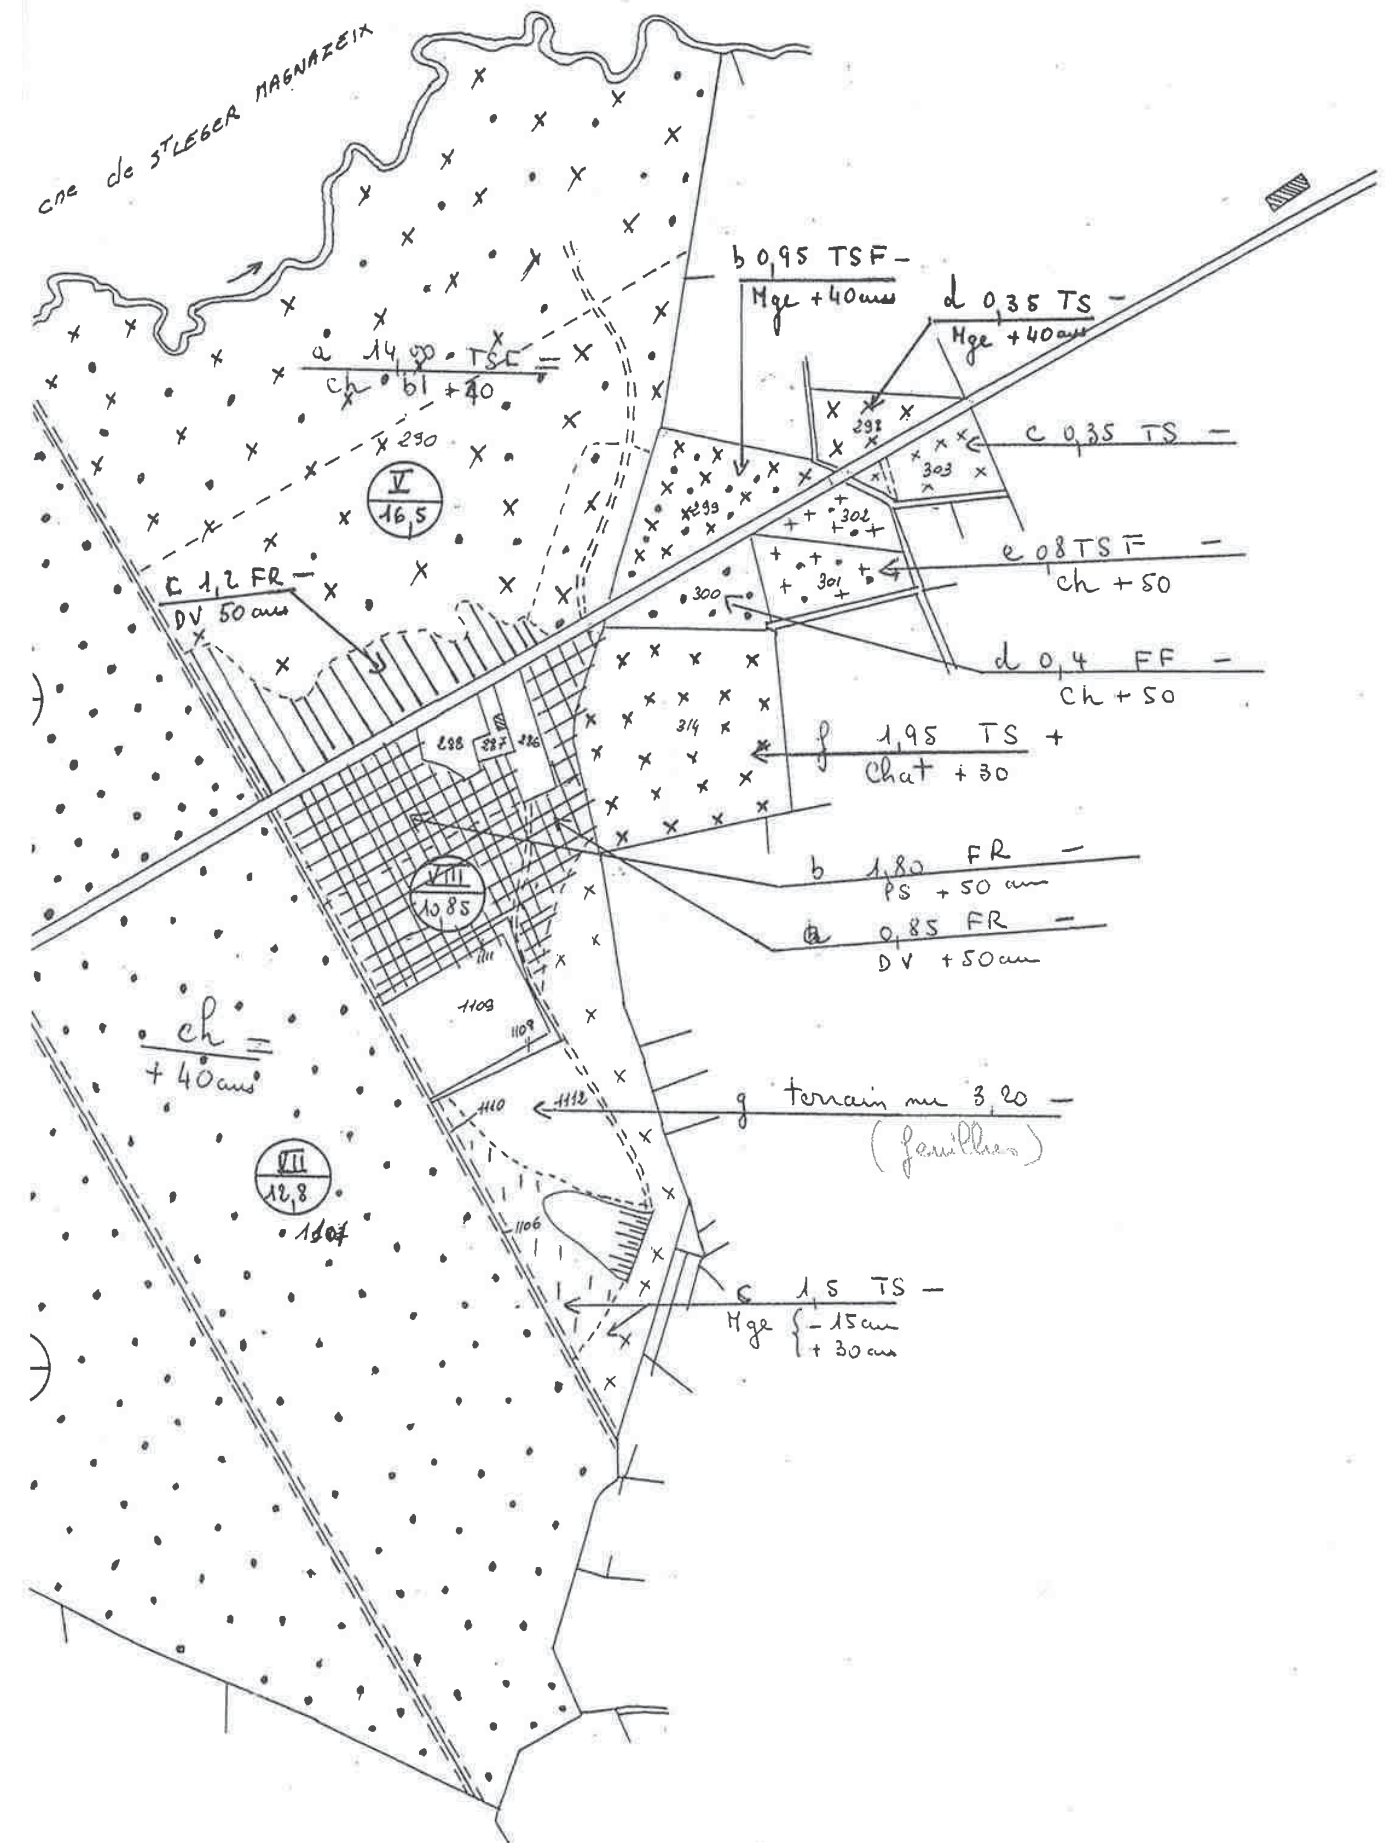 cne de ST LEGER MAGNAZEIX
b 0,95 TSF -
Mge + 40 ans
d 0,35 TS -
Mge + 40 ans
a 14,00 TSF =
ch bt + 40
290
V
16,5
298
c 0,35 TS -
303
299
302
e 0,8 TSF -
ch + 50
301
300
C 1,2 FR -
DV 50 ans
d 0,4 FF -
Ch + 50
314
f 1,95 TS +
Chat + 30
288
287
286
b 1,80 FR -
PS + 50 ans
VIII
10,85
a 0,85 FR -
DV + 50 ans
1111
1109
1108
ch =
+ 40 ans
1110
1112
g terrain nu 3,20 -
(feuillus)
VII
12,8
1107
1106
c 1,5 TS -
Mge { - 15 ans
+ 30 ans